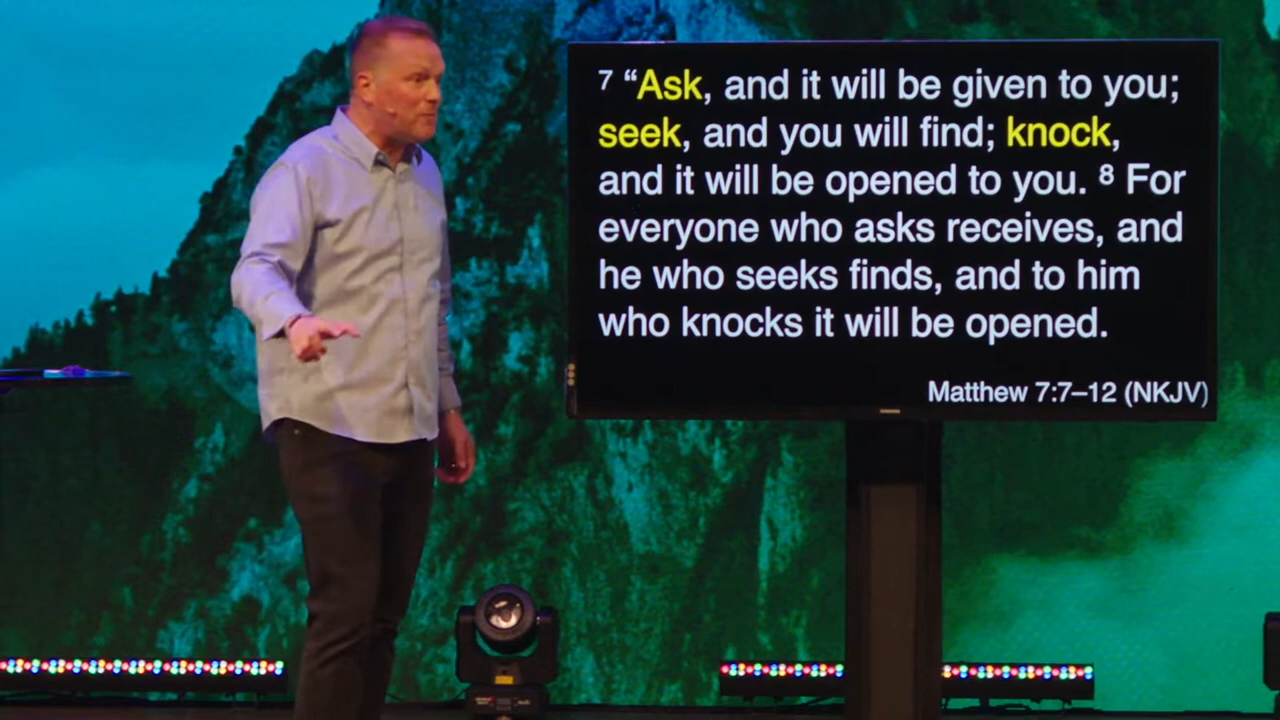 7 “Ask, and it will be given to you;
seek, and you will find; knock,
and it will be opened to you. 8 For
everyone who asks receives, and
he who seeks finds, and to him
who knocks it will be opened.
Matthew 7:7–12 (NKJV)